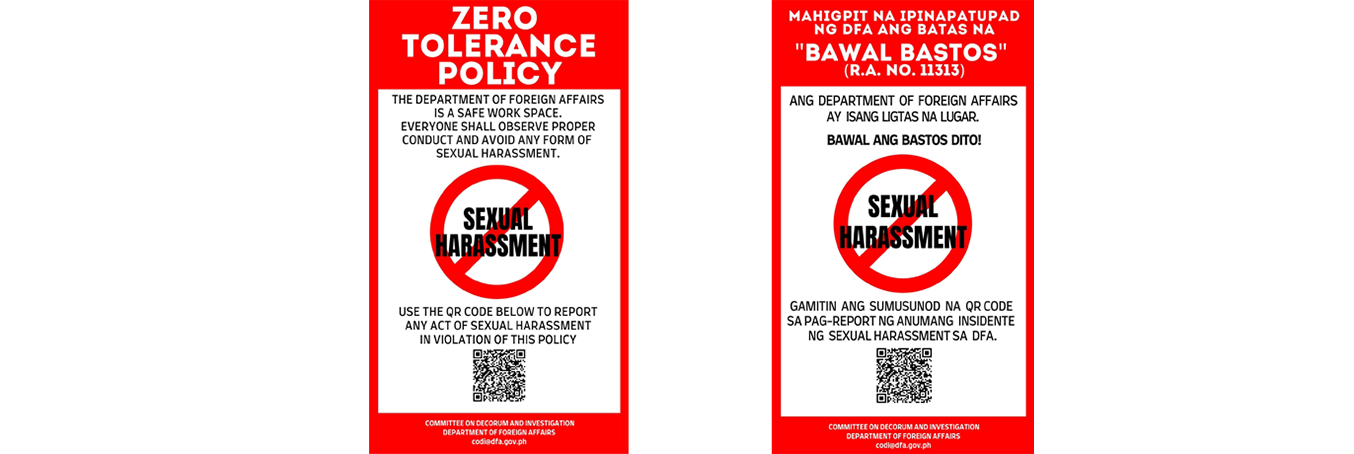 ZERO
TOLERANCE
POLICY
THE DEPARTMENT OF FOREIGN AFFAIRS
IS A SAFE WORK SPACE.
EVERYONE SHALL OBSERVE PROPER
CONDUCT AND AVOID ANY FORM OF
SEXUAL HARASSMENT.
SEXUAL
HARASSMENT
USE THE QR CODE BELOW TO REPORT
ANY ACT OF SEXUAL HARASSMENT
IN VIOLATION OF THIS POLICY
COMMITTEE ON DECORUM AND INVESTIGATION
DEPARTMENT OF FOREIGN AFFAIRS
codi@dfa.gov.ph
MAHIGPIT NA IPINAPATUPAD
NG DFA ANG BATAS NA
"BAWAL BASTOS"
(R.A. NO. 11313)
ANG DEPARTMENT OF FOREIGN AFFAIRS
AY ISANG LIGTAS NA LUGAR.
BAWAL ANG BASTOS DITO!
SEXUAL
HARASSMENT
GAMITIN ANG SUMUSUNOD NA QR CODE
SA PAG-REPORT NG ANUMANG INSIDENTE
NG SEXUAL HARASSMENT SA DFA.
COMMITTEE ON DECORUM AND INVESTIGATION
DEPARTMENT OF FOREIGN AFFAIRS
codi@dfa.gov.ph